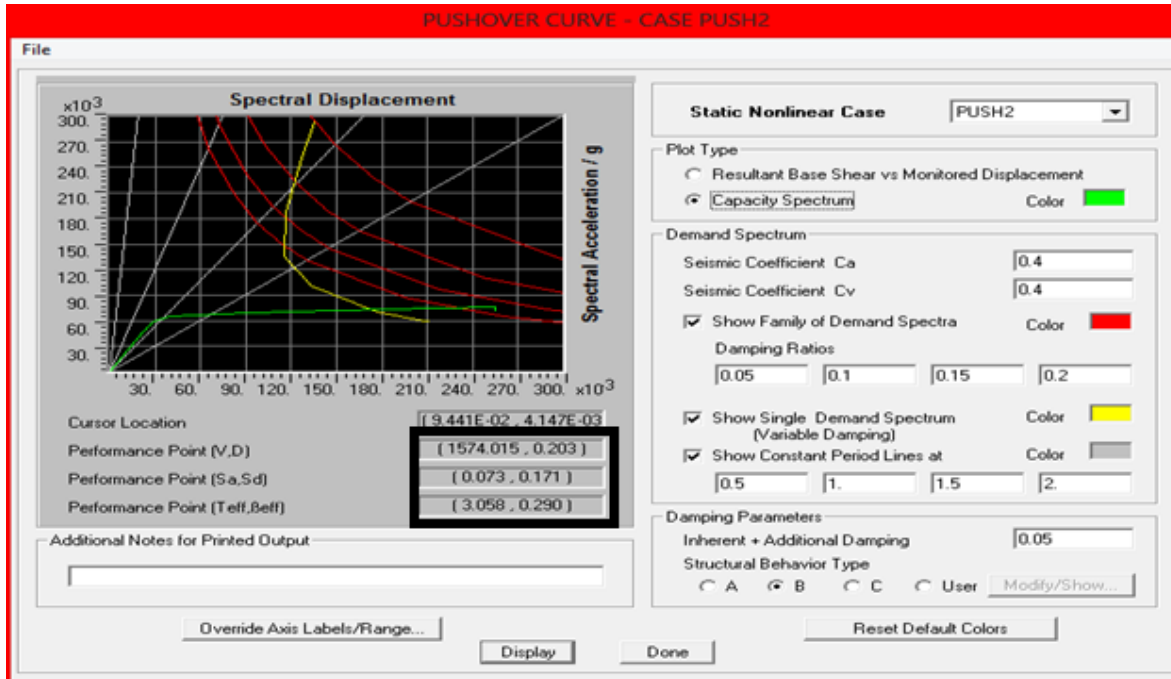 PUSHOVER CURVE - CASE PUSH2
File
Spectral Displacement
x10 3
300.
270.
240.
210.
180.
150.
120.
90.
60.
30.
Spectral Acceleration / g
30. 60. 90. 120. 150. 180. 210. 240. 270. 300. x10 -3
Cursor Location ( 9.441E-02 , 4.147E-03
Performance Point (V,D) ( 1574.015 , 0.203 )
Performance Point (Sa,Sd) ( 0.073 , 0.171 )
Performance Point (Teff,ßeff) ( 3.058 , 0.290 )
Additional Notes for Printed Output
Override Axis Labels/Range...
Static Nonlinear Case PUSH2
Plot Type
Resultant Base Shear vs Monitored Displacement
Capacity Spectrum Color
Demand Spectrum
Seismic Coefficient Ca 0.4
Seismic Coefficient Cv 0.4
Show Family of Demand Spectra Color
Damping Ratios
0.05 0.1 0.15 0.2
Show Single Demand Spectrum Color
(Variable Damping)
Show Constant Period Lines at Color
0.5 1. 1.5 2.
Damping Parameters
Inherent + Additional Damping 0.05
Structural Behavior Type
A B C User Modify/Show...
Reset Default Colors
Display Done